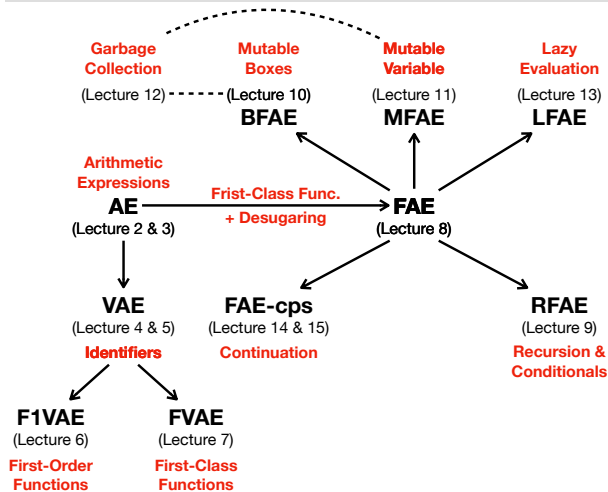 Garbage
Collection
(Lecture 12)
Mutable
Boxes
(Lecture 10)
BFAE
Mutable
Variable
(Lecture 11)
MFAE
Lazy
Evaluation
(Lecture 13)
LFAE
Arithmetic
Expressions
AE
(Lecture 2 & 3)
Frist-Class Func.
+ Desugaring
FAE
(Lecture 8)
VAE
(Lecture 4 & 5)
Identifiers
FAE-cps
(Lecture 14 & 15)
Continuation
RFAE
(Lecture 9)
Recursion &
Conditionals
F1VAE
(Lecture 6)
First-Order
Functions
FVAE
(Lecture 7)
First-Class
Functions